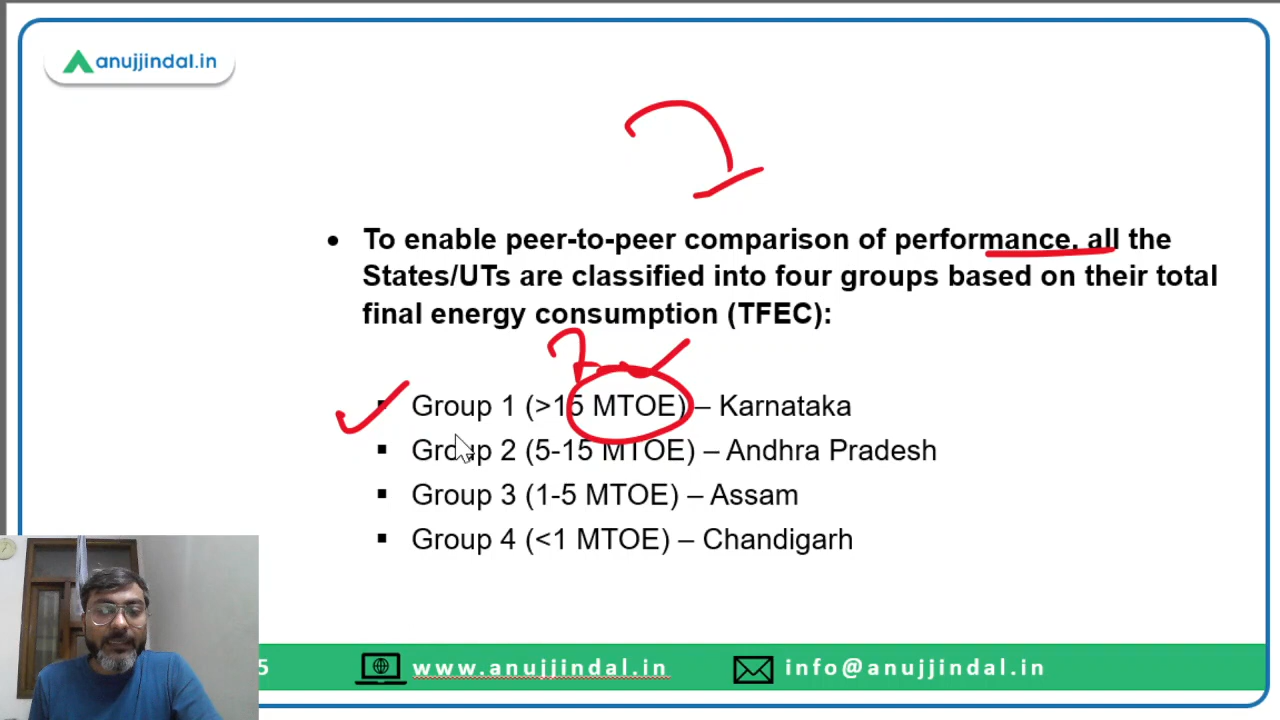 anujjindal.in
• To enable peer-to-peer comparison of performance, all the
States/UTs are classified into four groups based on their total
final energy consumption (TFEC):
▪ Group 1 (>15 MTOE) – Karnataka
▪ Group 2 (5-15 MTOE) – Andhra Pradesh
▪ Group 3 (1-5 MTOE) – Assam
▪ Group 4 (<1 MTOE) – Chandigarh
5 www.anujjindal.in info@anujjindal.in